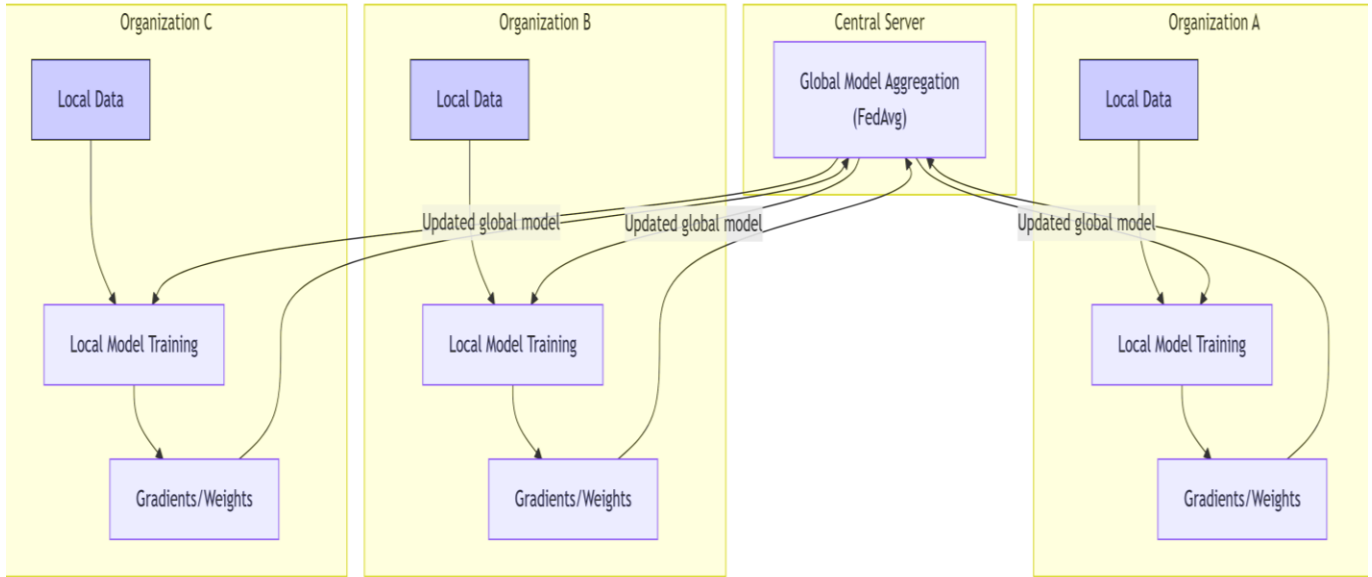 Organization C
Organization B
Central Server
Organization A
Local Data
Local Data
Global Model Aggregation
(FedAvg)
Local Data
Updated global model
Updated global model
Updated global model
Local Model Training
Local Model Training
Local Model Training
Gradients/Weights
Gradients/Weights
Gradients/Weights